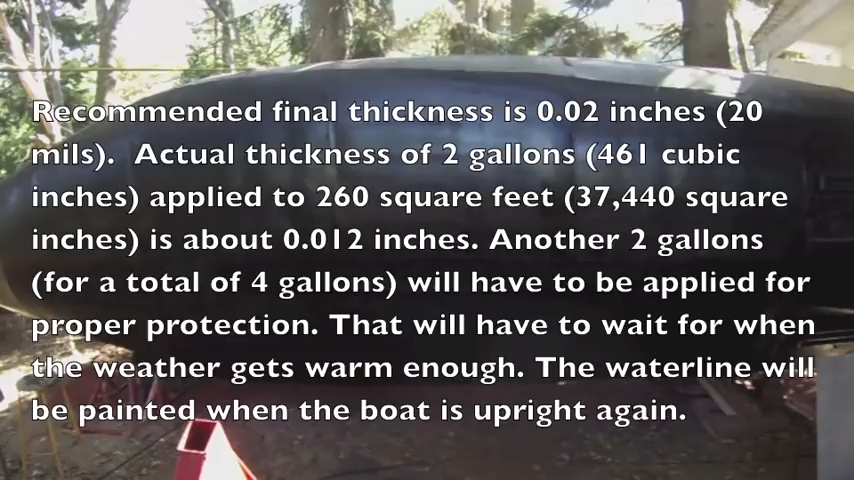 Recommended final thickness is 0.02 inches (20
mils).  Actual thickness of 2 gallons (461 cubic
inches) applied to 260 square feet (37,440 square
inches) is about 0.012 inches. Another 2 gallons
(for a total of 4 gallons) will have to be applied for
proper protection. That will have to wait for when
the weather gets warm enough. The waterline will
be painted when the boat is upright again.